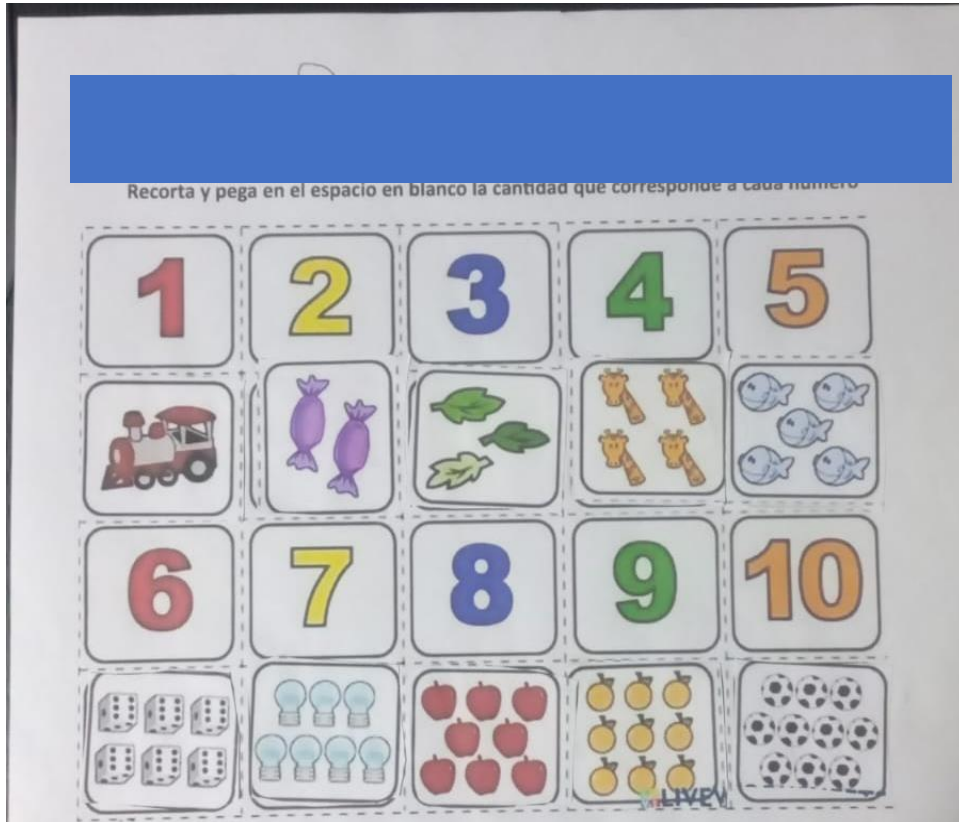 Recorta y pega en el espacio en blanco la cantidad que corresponde a cada número
1 2 3 4 5
6 7 8 9 10